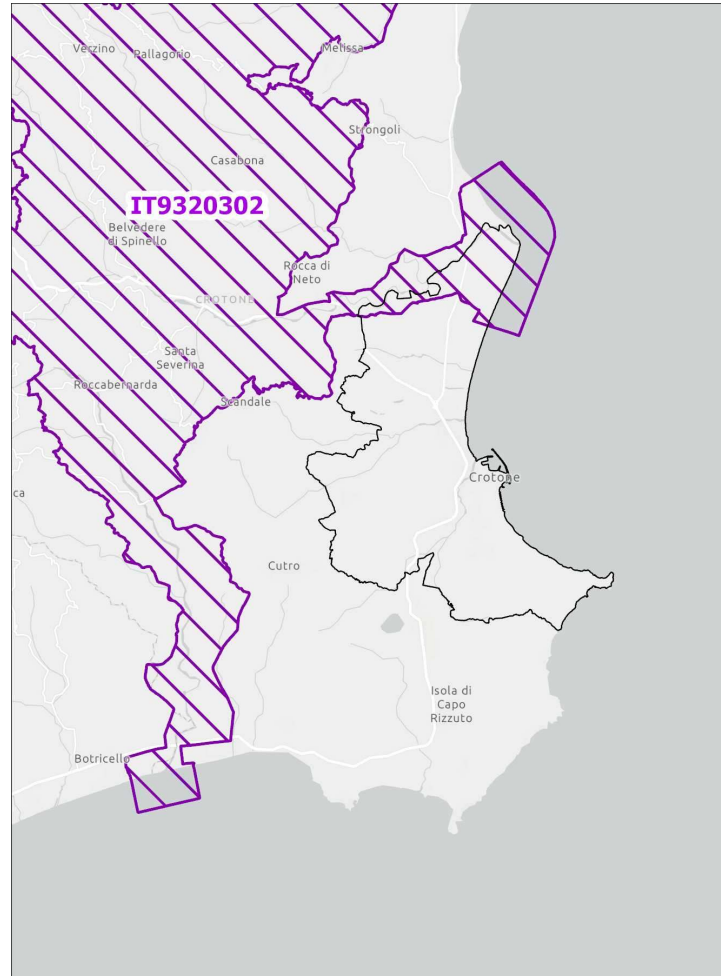 Verzino
Pallagorio
Melissa
Strongoli
Casabona
IT9320302
Belvedere
di Spinello
Rocca di
Neto
CROTONE
Santa
Severina
Roccabernarda
Scandale
Crotone
ca
Cutro
Isola di
Capo
Rizzuto
Botricello